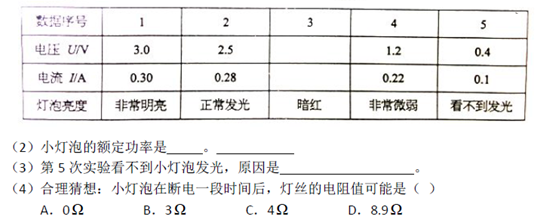 数据序号 1 2 3 4 5
电压 U/V 3.0 2.5 1.2 0.4
电流 I/A 0.30 0.28 0.22 0.1
灯泡亮度 非常明亮 正常发光 暗红 非常微弱 看不到发光
（2）小灯泡的额定功率是_____。__________
（3）第 5 次实验看不到小灯泡发光，原因是__________________。
（4）合理猜想：小灯泡在断电一段时间后，灯丝的电阻值可能是（ ）
A．0Ω B．3Ω C．4Ω D．8.9Ω